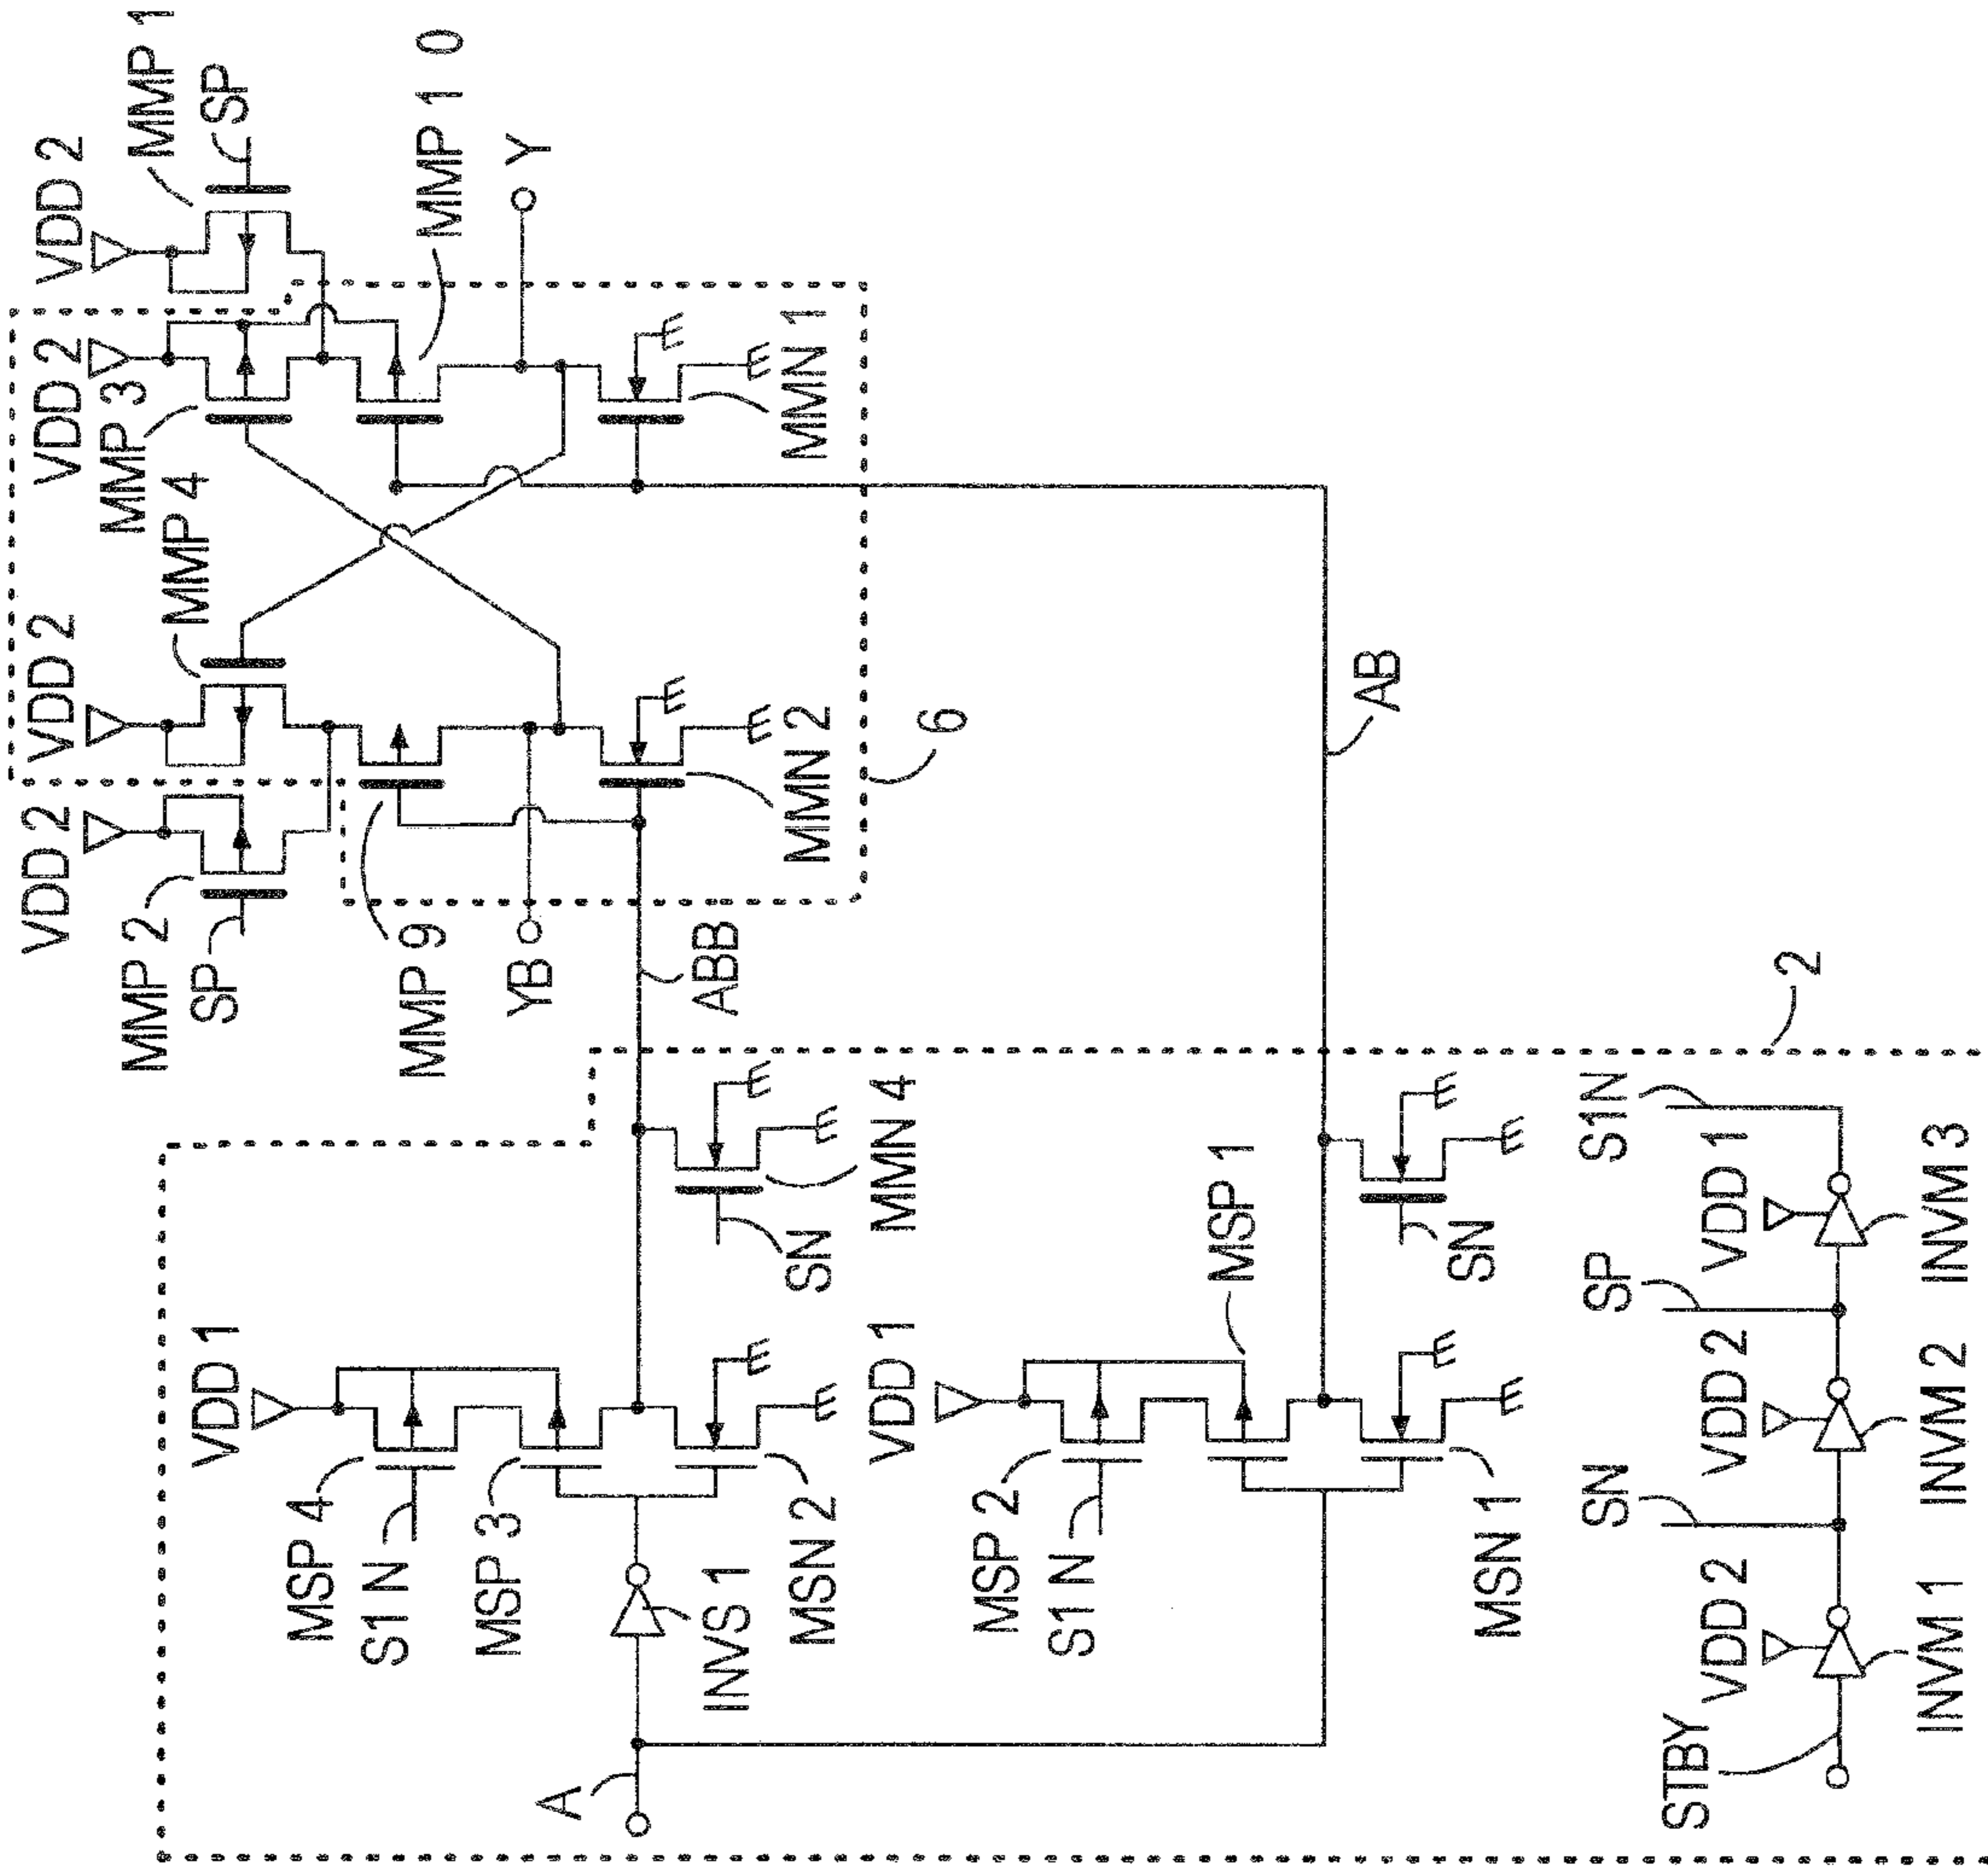 VDD 2
MMP 1
SP
VDD 2
MMP 3
MMP 1 0
Y
VDD 2
MMP 4
MMN 1
VDD 2
MMP 2
SP
MMP 9
YB
MMN 2
6
ABB
AB
VDD 1
MSP 4
S1 N
MSP 3
INVS 1
MSN 2
SN
MMN 4
A
VDD 1
MSP 2
S1 N
MSP 1
MSN 1
SN
2
STBY
VDD 2
INVM 1
SN
VDD 2
INVM 2
SP
VDD 1
INVM 3
S1N